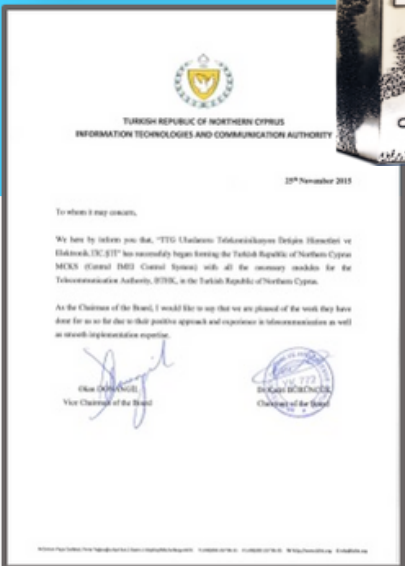 TURKISH REPUBLIC OF NORTHERN CYPRUS
INFORMATION TECHNOLOGIES AND COMMUNICATION AUTHORITY
25th November 2015
To whom it may concern,
We here by inform you that, "TTG Uluslararası Telekomünikasyon İletişim Hizmetleri ve
Elektronik TİC.ŞTİ" has successfully began forming the Turkish Republic of Northern Cyprus
MCKS (Central IMEI Control System) with all the necessary modules for the
Telecommunication Authority, BTHK, in the Turkish Republic of Northern Cyprus.
As the Chairman of the Board, I would like to say that we are pleased of the work they have
done for us so far due to their positive approach and experience in telecommunication as well
as smooth implementation expertise.
Vice Chairman of the Board
Dr.Kadri BÜRÜNCÜK
Chairman of the Board